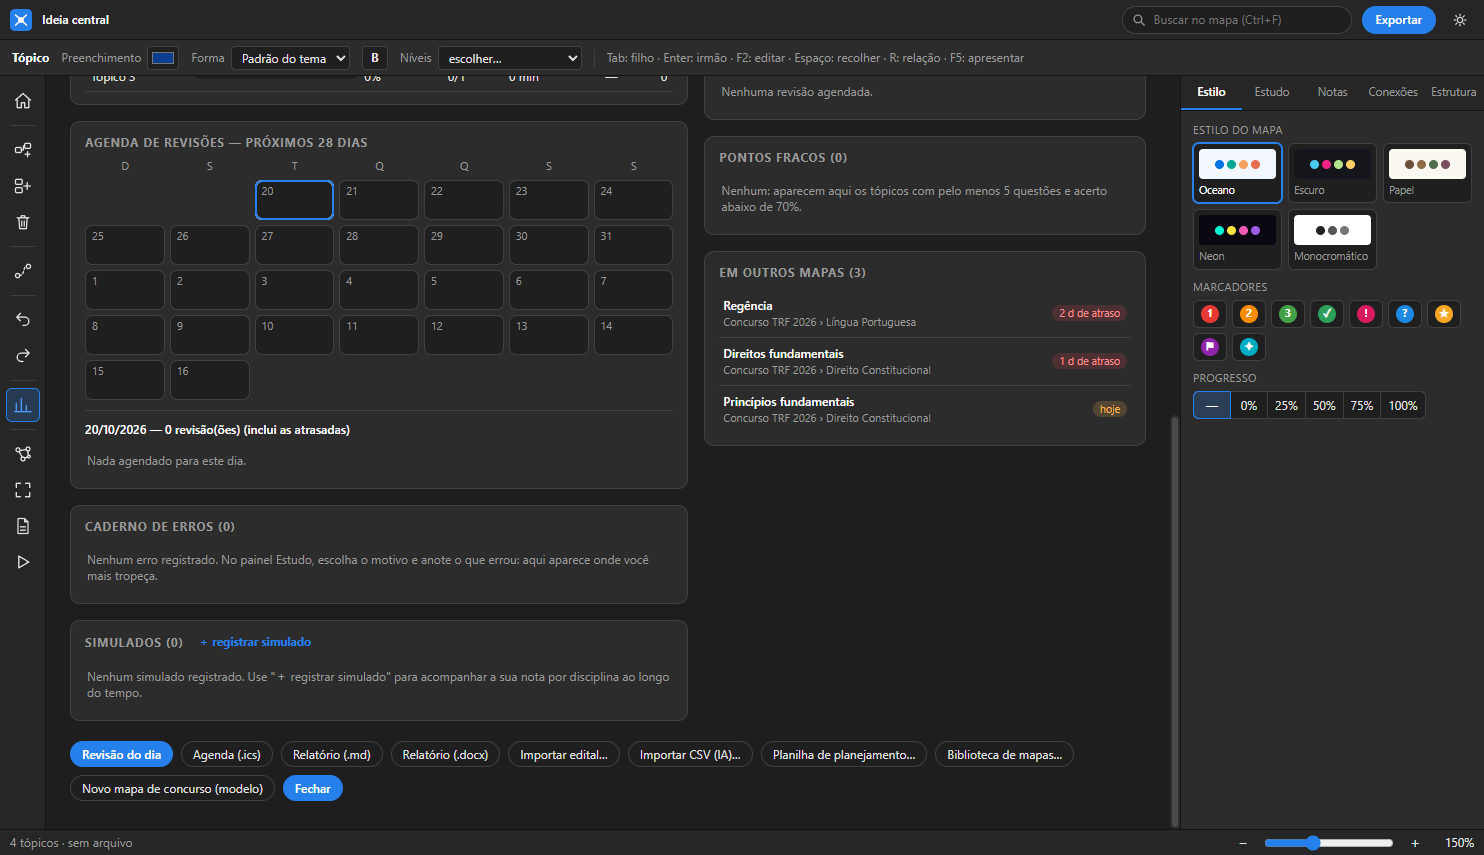 Ideia central
Buscar no mapa (Ctrl+F)
Exportar
Tópico
Preenchimento
Forma
Padrão do tema
B
Níveis
escolher...
Tab: filho · Enter: irmão · F2: editar · Espaço: recolher · R: relação · F5: apresentar
Tópico 3 0% 0/1 0 min — 0
AGENDA DE REVISÕES — PRÓXIMOS 28 DIAS
D S T Q Q S S
20 21 22 23 24
25 26 27 28 29 30 31
1 2 3 4 5 6 7
8 9 10 11 12 13 14
15 16
20/10/2026 — 0 revisão(ões) (inclui as atrasadas)
Nada agendado para este dia.
CADERNO DE ERROS (0)
Nenhum erro registrado. No painel Estudo, escolha o motivo e anote o que errou: aqui aparece onde você
mais tropeça.
SIMULADOS (0)
+ registrar simulado
Nenhum simulado registrado. Use "+ registrar simulado" para acompanhar a sua nota por disciplina ao longo
do tempo.
Nenhuma revisão agendada.
PONTOS FRACOS (0)
Nenhum: aparecem aqui os tópicos com pelo menos 5 questões e acerto
abaixo de 70%.
EM OUTROS MAPAS (3)
Regência
Concurso TRF 2026 › Língua Portuguesa
2 d de atraso
Direitos fundamentais
Concurso TRF 2026 › Direito Constitucional
1 d de atraso
Princípios fundamentais
Concurso TRF 2026 › Direito Constitucional
hoje
Revisão do dia
Agenda (.ics)
Relatório (.md)
Relatório (.docx)
Importar edital...
Importar CSV (IA)...
Planilha de planejamento...
Biblioteca de mapas...
Novo mapa de concurso (modelo)
Fechar
Estilo
Estudo
Notas
Conexões
Estrutura
ESTILO DO MAPA
Oceano
Escuro
Papel
Neon
Monocromático
MARCADORES
1 2 3 ✓ ! ? ★
PROGRESSO
— 0% 25% 50% 75% 100%
4 tópicos · sem arquivo
− + 150%